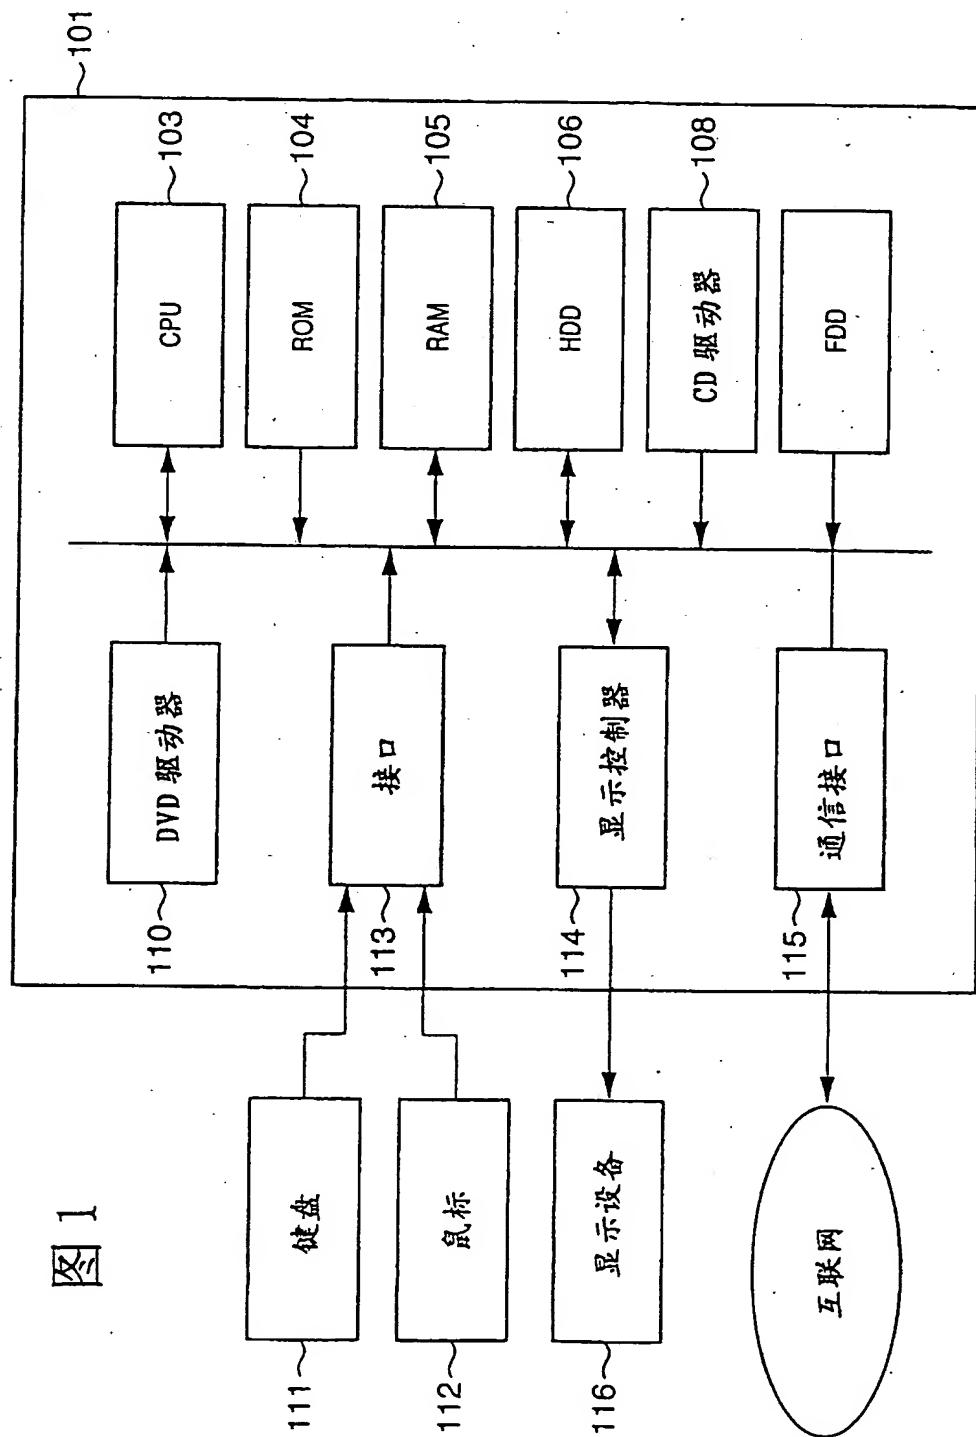 图 1
101
CPU
103
ROM
104
RAM
105
HDD
106
CD 驱动器
108
FDD
DVD 驱动器
110
接口
113
显示控制器
114
通信接口
115
键盘
111
鼠标
112
显示设备
116
互联网